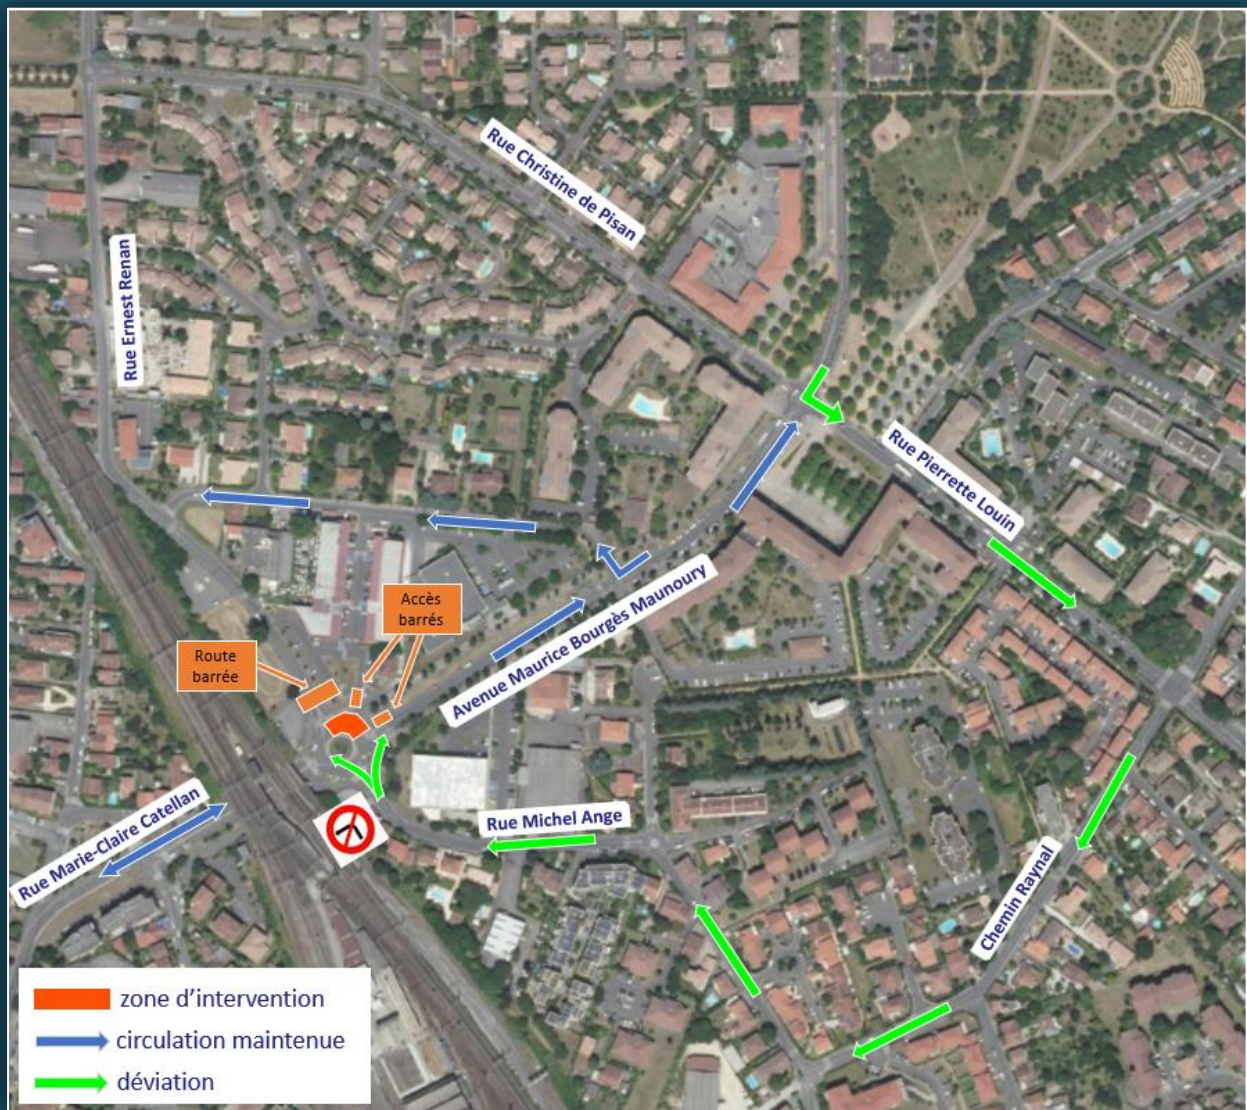 Rue Christine de Pisan
Rue Ernest Renan
Rue Pierrette Louin
Accès
barrés
Avenue Maurice Bourgès Maunoury
Route
barrée
Rue Michel Ange
Rue Marie-Claire Catellan
Chemin Raynal
zone d'intervention
circulation maintenue
déviation